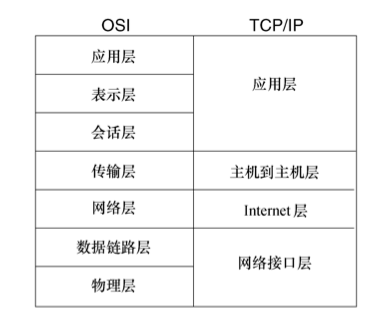 OSI
TCP/IP
应用层
表示层
会话层
传输层
网络层
数据链路层
物理层
应用层
主机到主机层
Internet 层
网络接口层